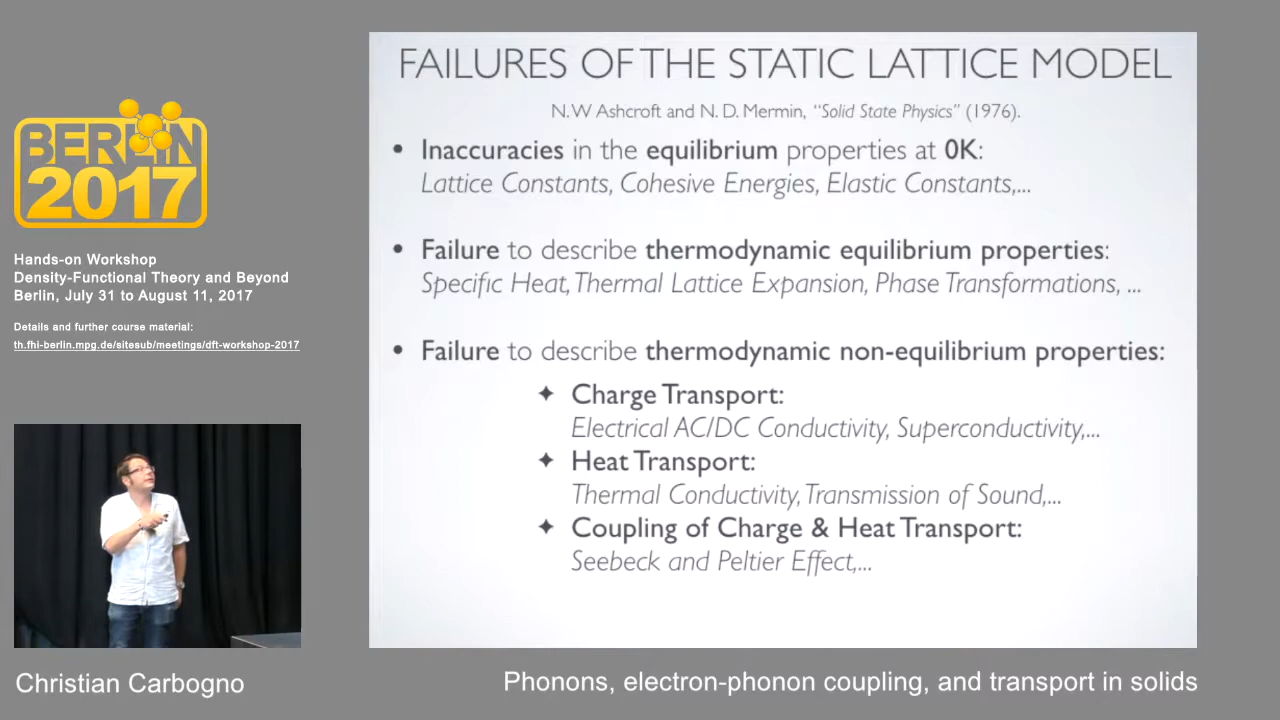 BERLIN
2017
Hands-on Workshop
Density-Functional Theory and Beyond
Berlin, July 31 to August 11, 2017
Details and further course material:
th.fhi-berlin.mpg.de/sitesub/meetings/dft-workshop-2017
FAILURES OF THE STATIC LATTICE MODEL
N. W Ashcroft and N. D. Mermin, “Solid State Physics” (1976).
• Inaccuracies in the equilibrium properties at 0K:
Lattice Constants, Cohesive Energies, Elastic Constants,...
• Failure to describe thermodynamic equilibrium properties:
Specific Heat, Thermal Lattice Expansion, Phase Transformations, ...
• Failure to describe thermodynamic non-equilibrium properties:
✦ Charge Transport:
Electrical AC/DC Conductivity, Superconductivity,...
✦ Heat Transport:
Thermal Conductivity, Transmission of Sound,...
✦ Coupling of Charge & Heat Transport:
Seebeck and Peltier Effect,...
Christian Carbogno
Phonons, electron-phonon coupling, and transport in solids